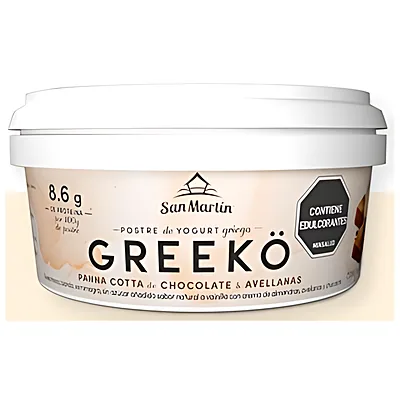 8.6 g
DE PROTEÍNA
por 100g
de postre
San Martín
POSTRE de YOGURT griego
GREEKÖ
PANNA COTTA de CHOCOLATE & AVELLANAS
CONTIENE
EDULCORANTES
MINSALUD